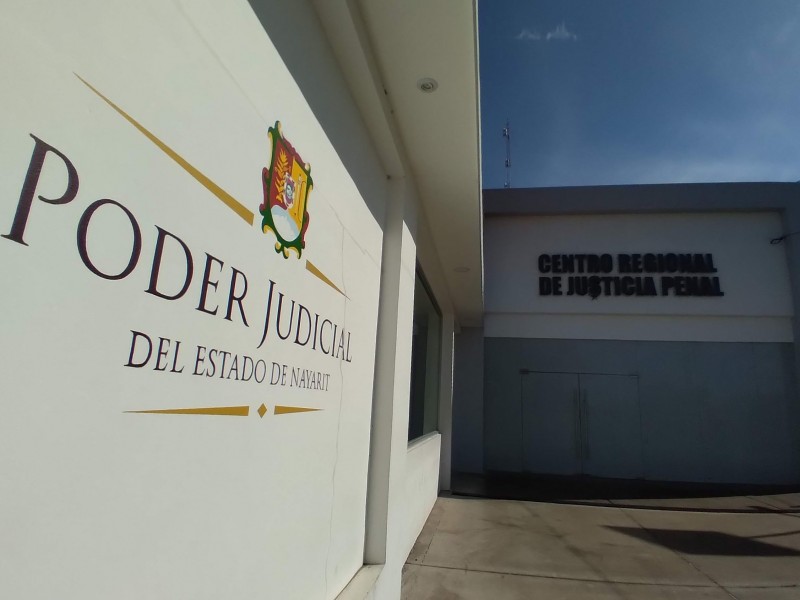 PODER JUDICIAL
DEL ESTADO DE NAYARIT
CENTRO REGIONAL
DE JUSTICIA PENAL